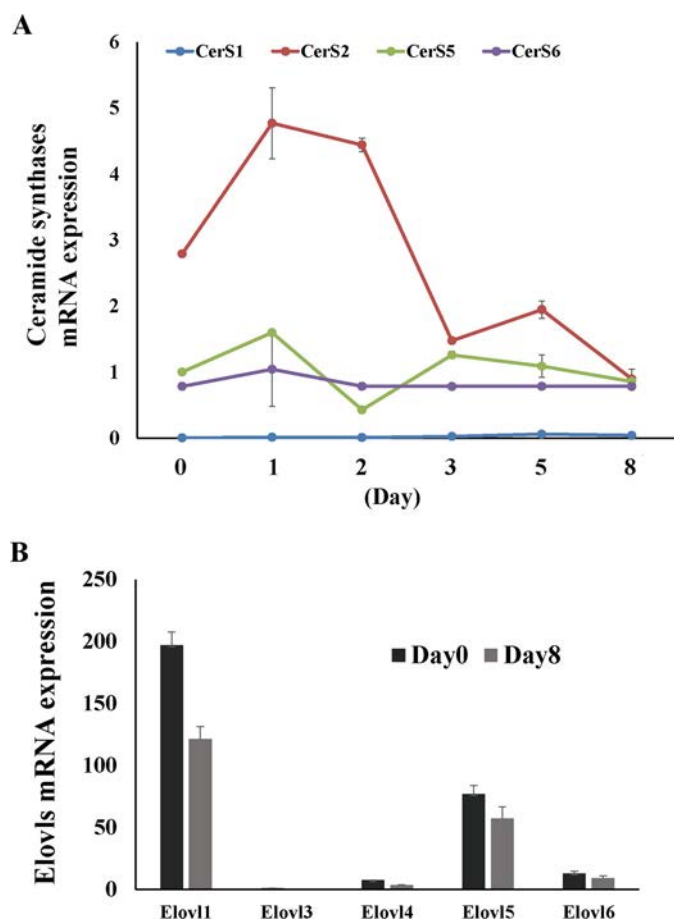 A
CerS1 CerS2 CerS5 CerS6
Ceramide synthases
mRNA expression
6
5
4
3
2
1
0
0 1 2 3 5 8
(Day)
B
Elovls mRNA expression
250
200
150
100
50
0
Day0 Day8
Elovl1 Elovl3 Elovl4 Elovl5 Elovl6